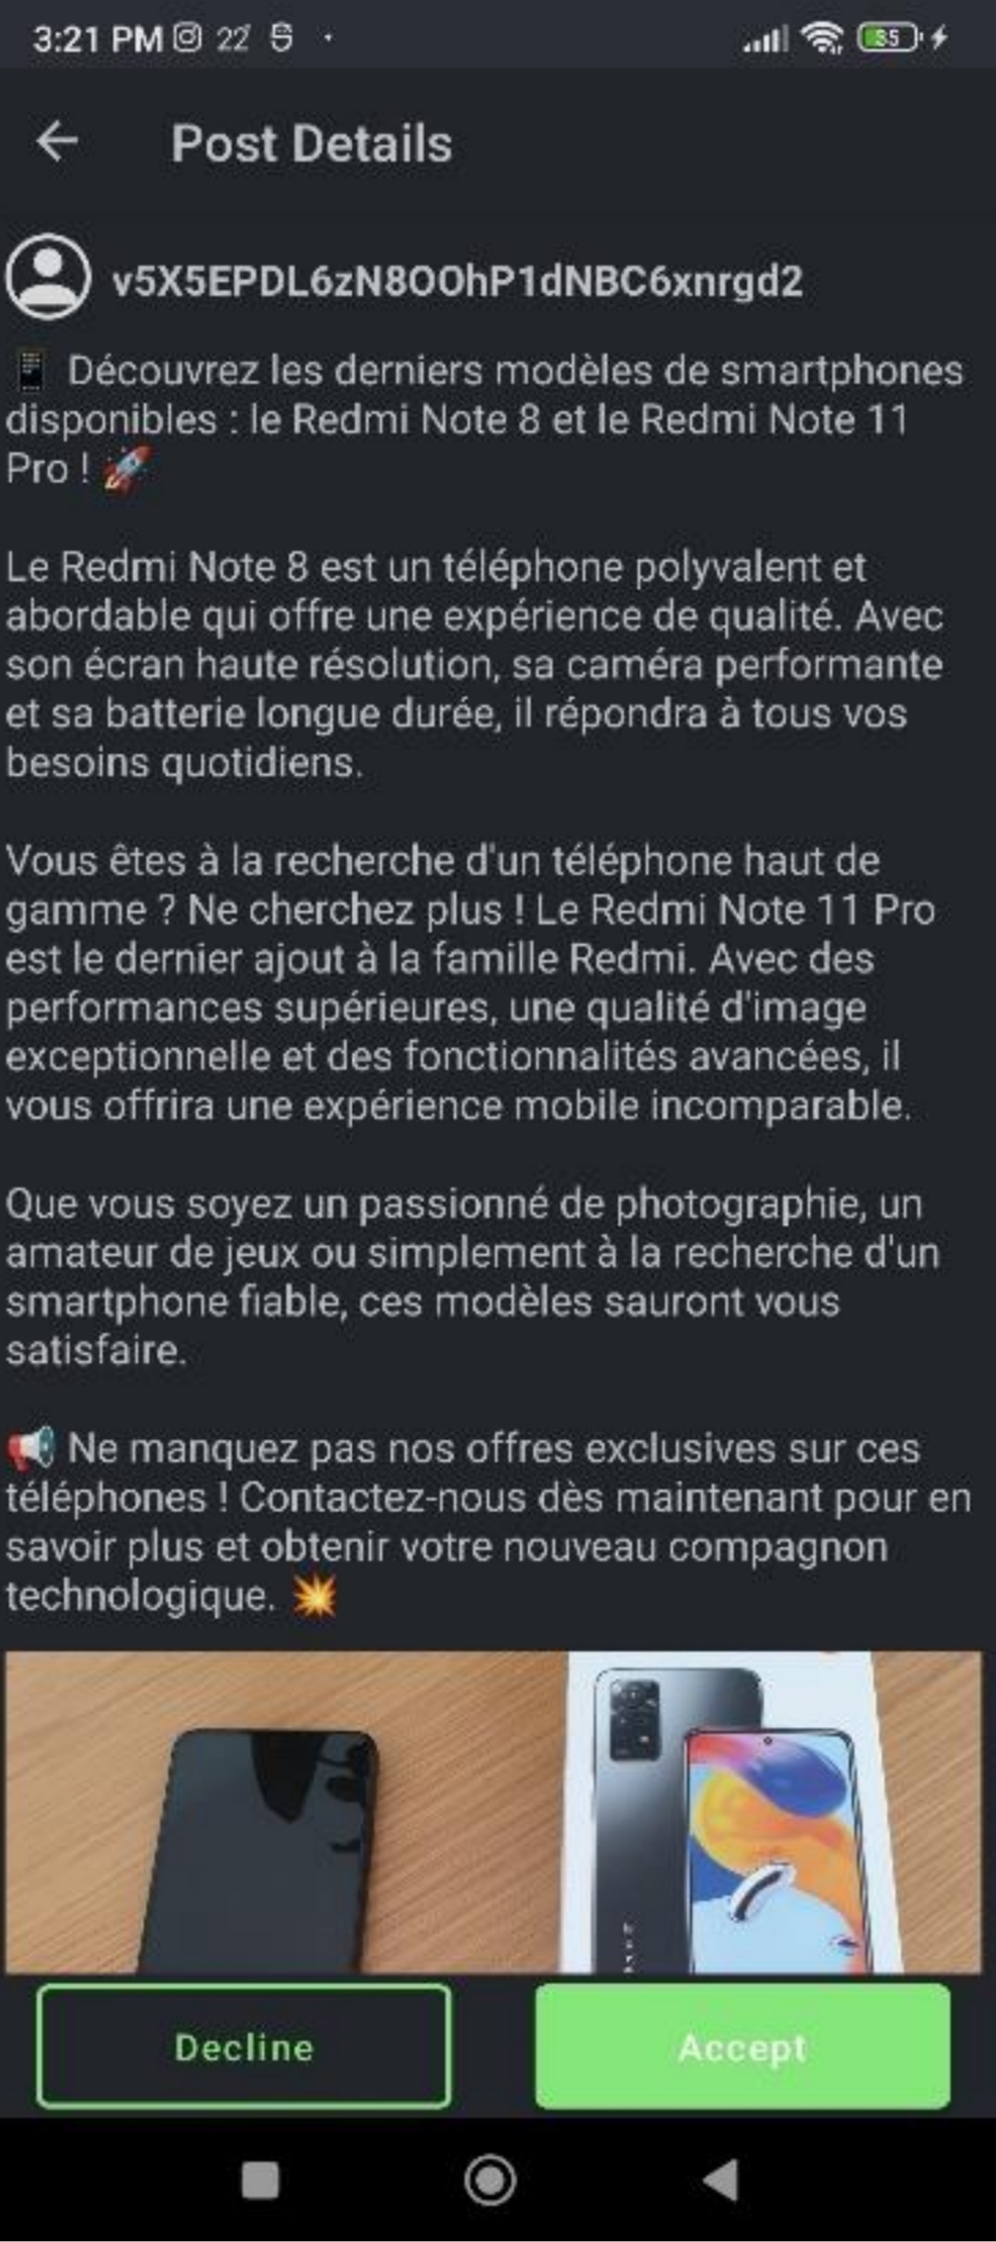 3:21 PM 22°
35
Post Details
v5X5EPDL6zN8OOhP1dNBC6xnrgd2
📱 Découvrez les derniers modèles de smartphones
disponibles : le Redmi Note 8 et le Redmi Note 11
Pro ! 🚀
Le Redmi Note 8 est un téléphone polyvalent et
abordable qui offre une expérience de qualité. Avec
son écran haute résolution, sa caméra performante
et sa batterie longue durée, il répondra à tous vos
besoins quotidiens.
Vous êtes à la recherche d'un téléphone haut de
gamme ? Ne cherchez plus ! Le Redmi Note 11 Pro
est le dernier ajout à la famille Redmi. Avec des
performances supérieures, une qualité d'image
exceptionnelle et des fonctionnalités avancées, il
vous offrira une expérience mobile incomparable.
Que vous soyez un passionné de photographie, un
amateur de jeux ou simplement à la recherche d'un
smartphone fiable, ces modèles sauront vous
satisfaire.
📢 Ne manquez pas nos offres exclusives sur ces
téléphones ! Contactez-nous dès maintenant pour en
savoir plus et obtenir votre nouveau compagnon
technologique. 💥
Decline
Accept